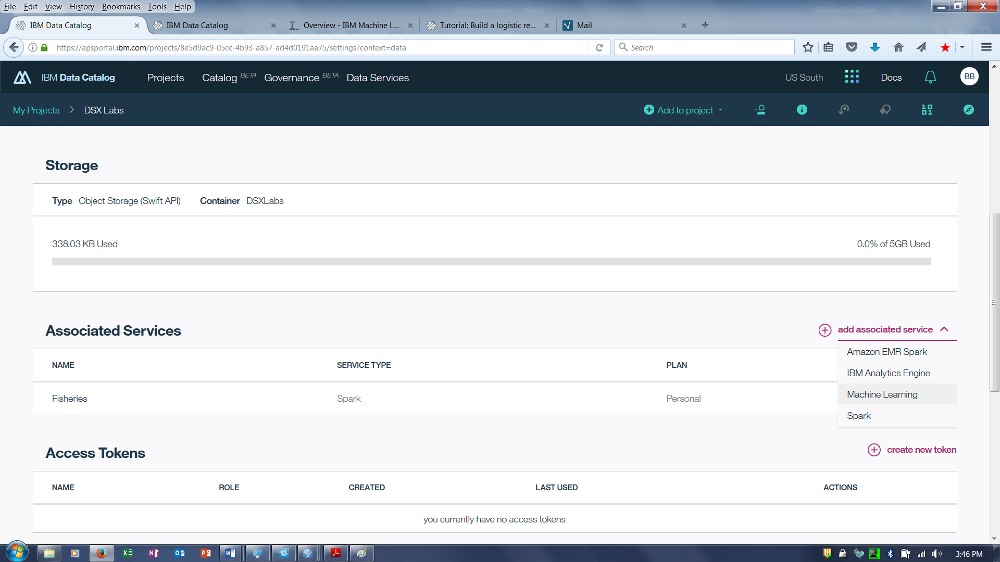 File Edit View History Bookmarks Tools Help
IBM Data Catalog IBM Data Catalog Overview - IBM Machine L... Tutorial: Build a logistic re... Mail
https://apsportal.ibm.com/projects/8e5d9ac9-05cc-4b93-a857-ad4d0191aa75/settings?context=data Search
IBM Data Catalog Projects Catalog BETA Governance BETA Data Services US South Docs BB
My Projects > DSX Labs Add to project
Storage
Type Object Storage (Swift API) Container DSXLabs
338.03 KB Used 0.0% of 5GB Used
Associated Services add associated service
NAME SERVICE TYPE PLAN
Fisheries Spark Personal
Amazon EMR Spark
IBM Analytics Engine
Machine Learning
Spark
Access Tokens create new token
NAME ROLE CREATED LAST USED ACTIONS
you currently have no access tokens
3:46 PM